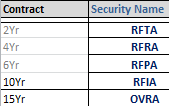 Contract Security Name
2Yr RFTA
4Yr RFRA
6Yr RFPA
10Yr RFIA
15Yr OVRA